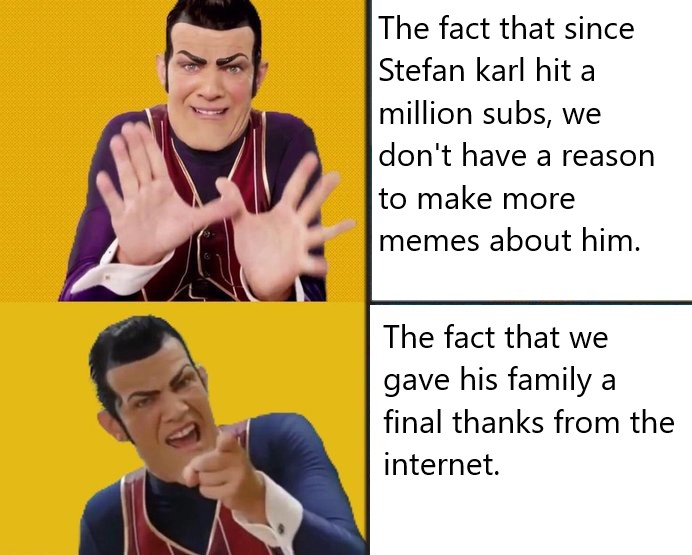 The fact that since
Stefan karl hit a
million subs, we
don't have a reason
to make more
memes about him.
The fact that we
gave his family a
final thanks from the
internet.